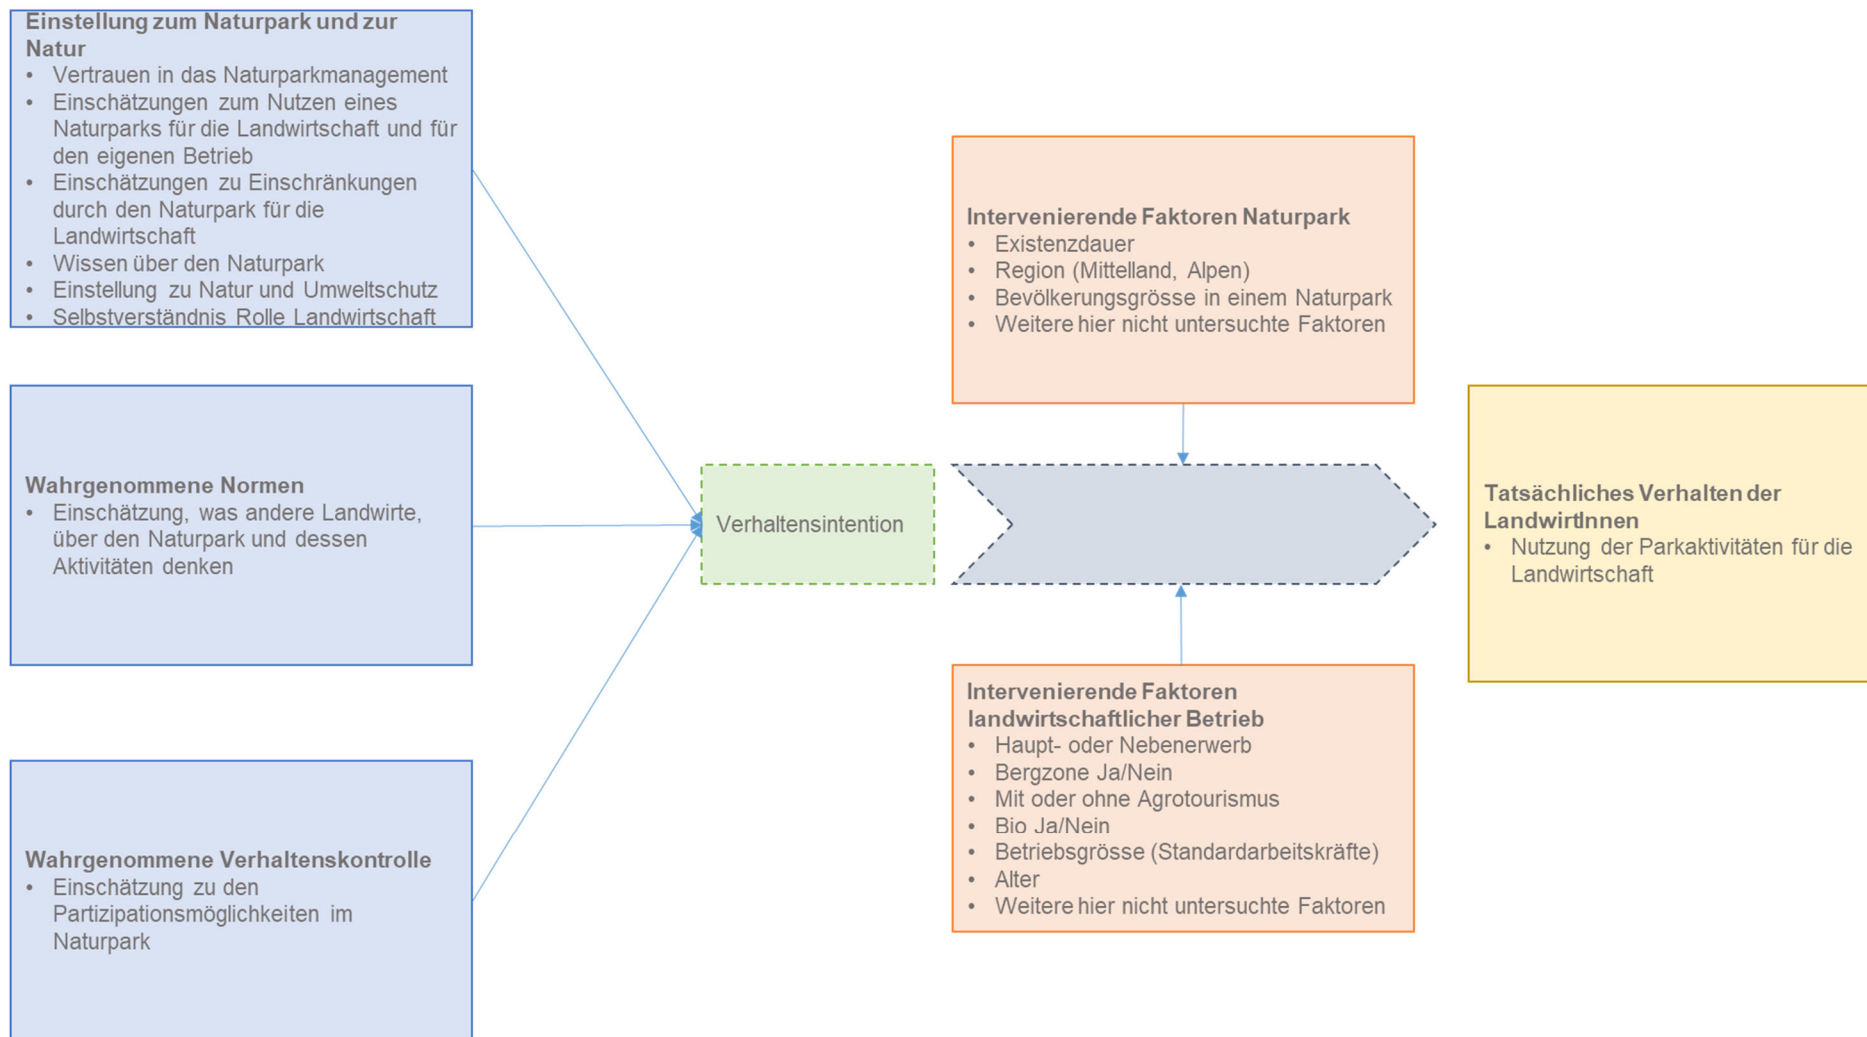 Einstellung zum Naturpark und zur
Natur
• Vertrauen in das Naturparkmanagement
• Einschätzungen zum Nutzen eines
Naturparks für die Landwirtschaft und für
den eigenen Betrieb
• Einschätzungen zu Einschränkungen
durch den Naturpark für die
Landwirtschaft
• Wissen über den Naturpark
• Einstellung zu Natur und Umweltschutz
• Selbstverständnis Rolle Landwirtschaft
Wahrgenommene Normen
• Einschätzung, was andere Landwirte,
über den Naturpark und dessen
Aktivitäten denken
Wahrgenommene Verhaltenskontrolle
• Einschätzung zu den
Partizipationsmöglichkeiten im
Naturpark
Verhaltensintention
Intervenierende Faktoren Naturpark
• Existenzdauer
• Region (Mittelland, Alpen)
• Bevölkerungsgrösse in einem Naturpark
• Weitere hier nicht untersuchte Faktoren
Intervenierende Faktoren
landwirtschaftlicher Betrieb
• Haupt- oder Nebenerwerb
• Bergzone Ja/Nein
• Mit oder ohne Agrotourismus
• Bio Ja/Nein
• Betriebsgrösse (Standardarbeitskräfte)
• Alter
• Weitere hier nicht untersuchte Faktoren
Tatsächliches Verhalten der
LandwirtInnen
• Nutzung der Parkaktivitäten für die
Landwirtschaft